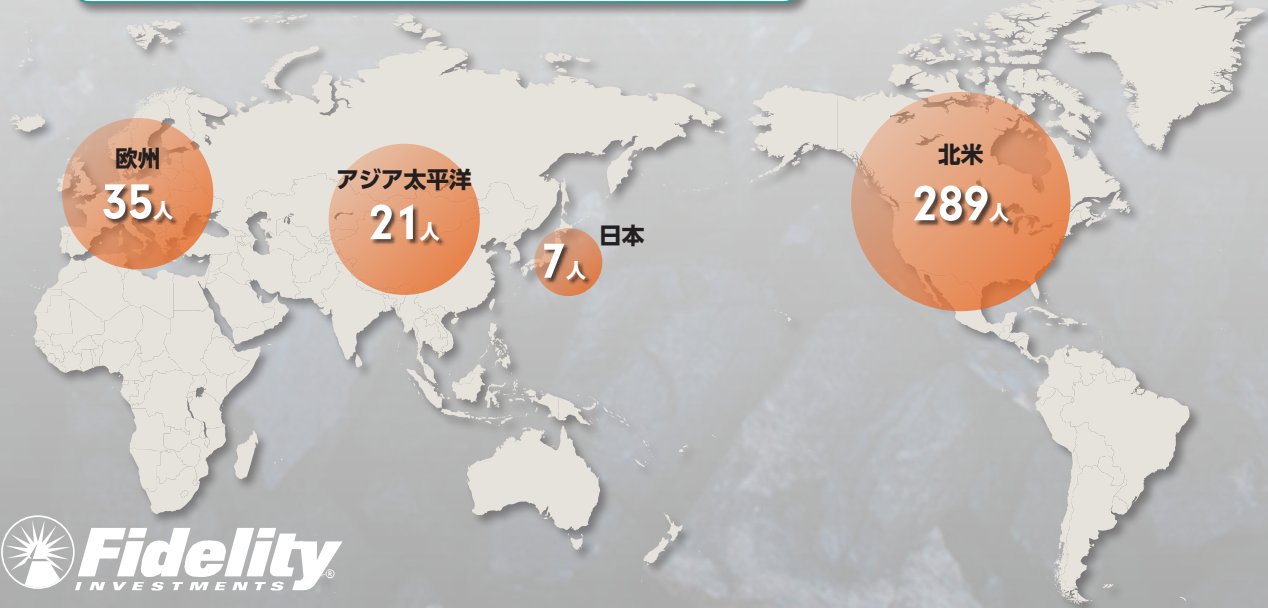 欧州
35人
アジア太平洋
21人
日本
7人
北米
289人
Fidelity
INVESTMENTS®